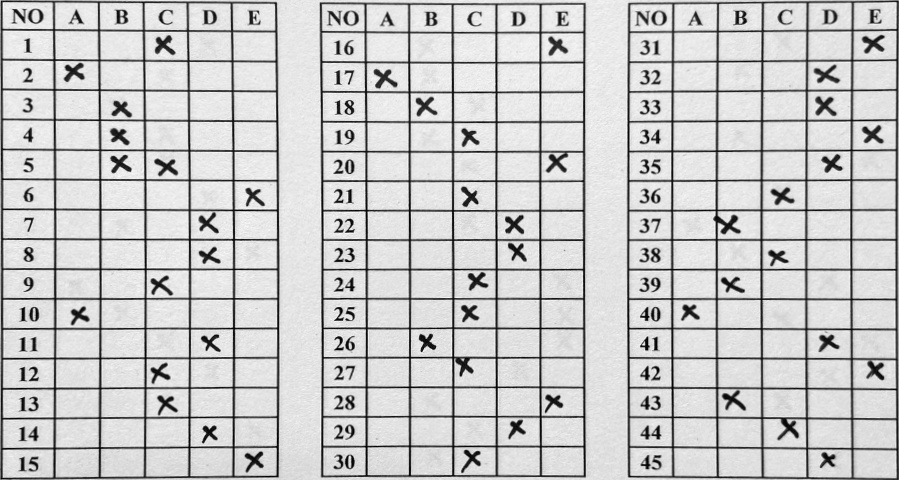 NO A B C D E
1 X
2 X
3 X
4 X
5 X X
6 X
7 X
8 X
9 X
10 X
11 X
12 X
13 X
14 X
15 X
NO A B C D E
16 X
17 X
18 X
19 X
20 X
21 X
22 X
23 X
24 X
25 X
26 X
27 X
28 X
29 X
30 X
NO A B C D E
31 X
32 X
33 X
34 X
35 X
36 X
37 X
38 X
39 X
40 X
41 X
42 X
43 X
44 X
45 X